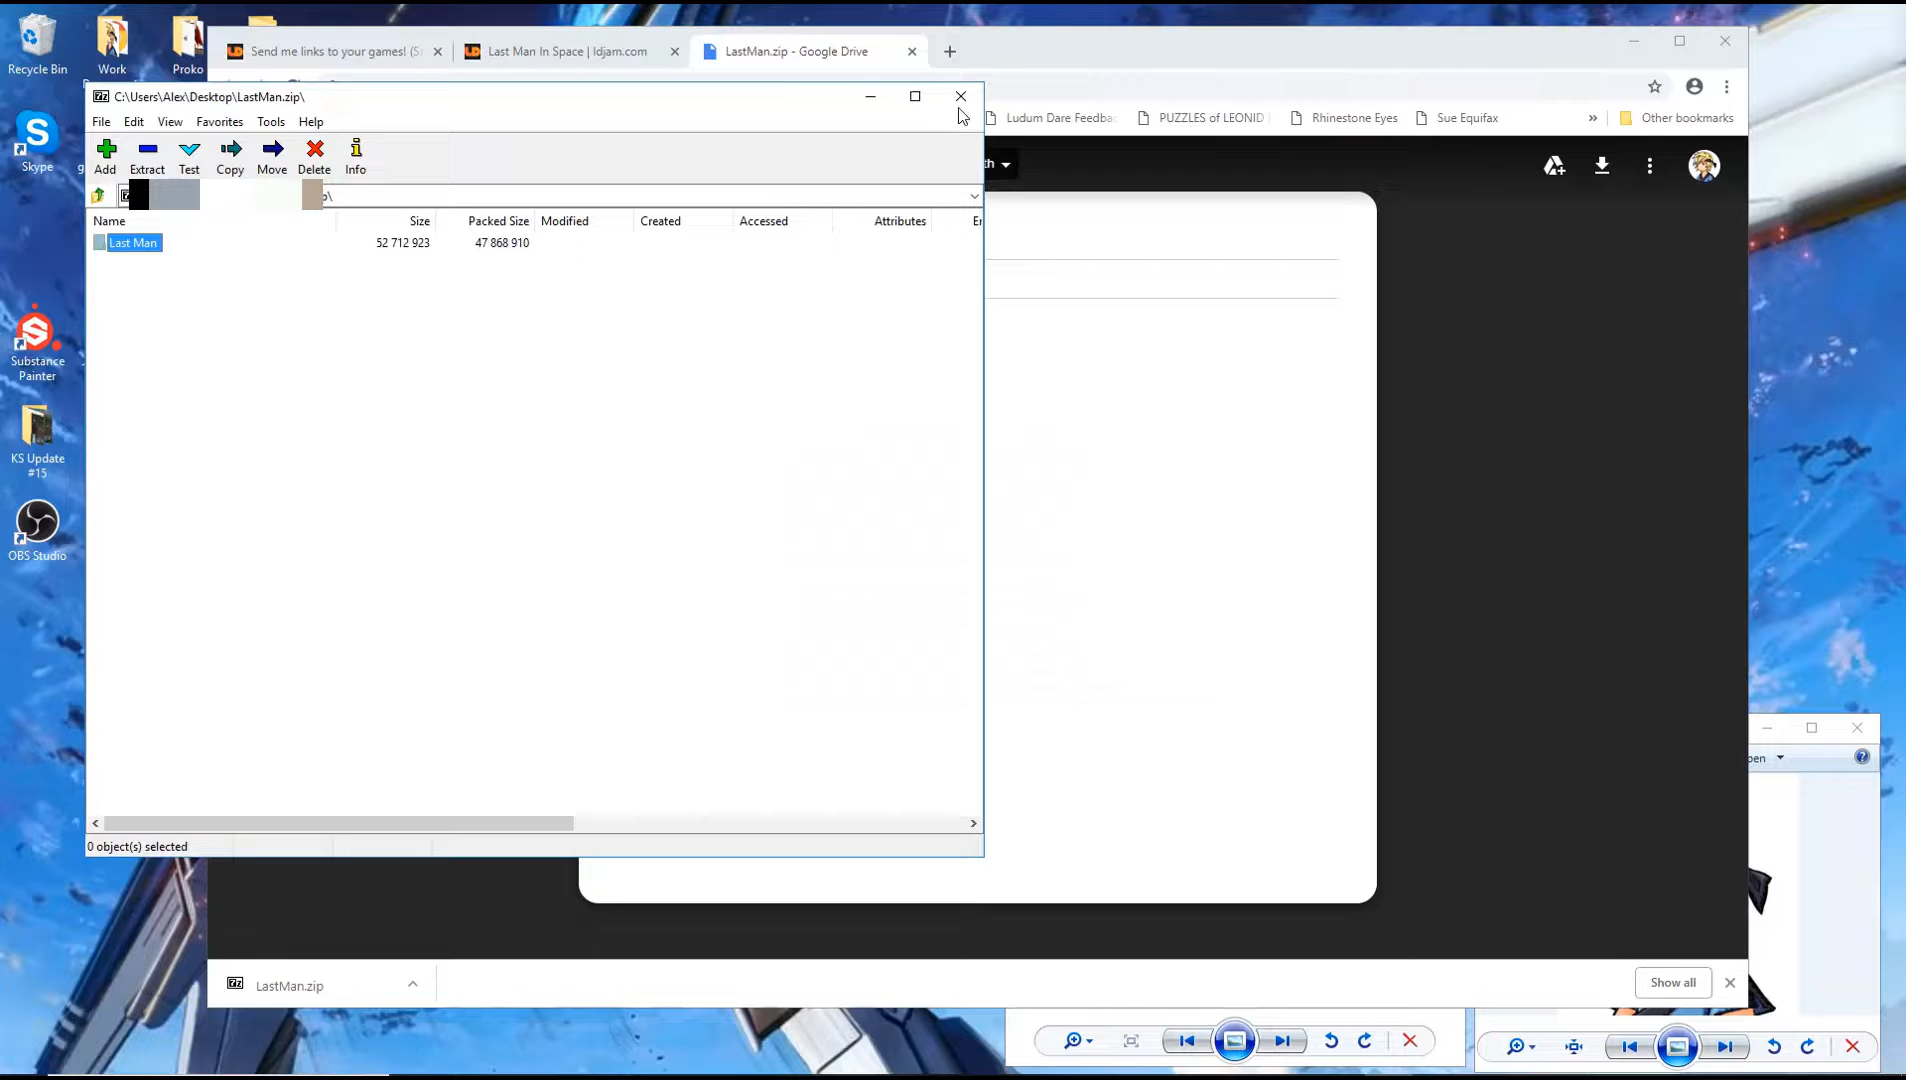 Recycle Bin
Work
Proko
Skype
Substance
Painter
KS Update
#15
OBS Studio
Send me links to your games!
Last Man In Space | ldjam.com
LastMan.zip - Google Drive
Ludum Dare Feedba
PUZZLES of LEONID
Rhinestone Eyes
Sue Equifax
»
Other bookmarks
7z C:\Users\Alex\Desktop\LastMan.zip\
File Edit View Favorites Tools Help
Add Extract Test Copy Move Delete Info
Name Size Packed Size Modified Created Accessed Attributes
Last Man 52 712 923 47 868 910
0 object(s) selected
7z LastMan.zip
Show all